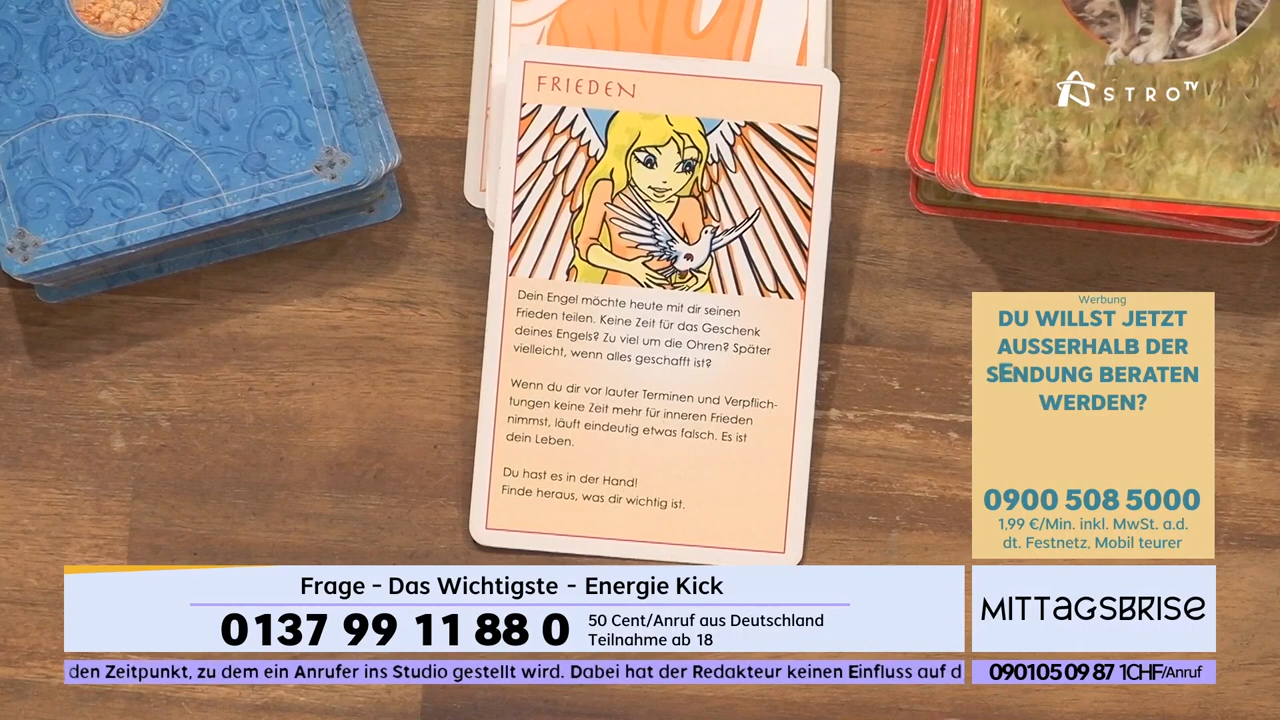 FRIEDEN
Dein Engel möchte heute mit dir seinen
Frieden teilen. Keine Zeit für das Geschenk
deines Engels? Zu viel um die Ohren? Später
vielleicht, wenn alles geschafft ist?
Wenn du dir vor lauter Terminen und Verpflich-
tungen keine Zeit mehr für inneren Frieden
nimmst, läuft eindeutig etwas falsch. Es ist
dein Leben.
Du hast es in der Hand!
Finde heraus, was dir wichtig ist.
ASTRO TV
Werbung
DU WILLST JETZT
AUSSERHALB DER
SENDUNG BERATEN
WERDEN?
0900 508 5000
1,99 €/Min. inkl. MwSt. a.d.
dt. Festnetz, Mobil teurer
Frage - Das Wichtigste - Energie Kick
0137 99 11 88 0
50 Cent/Anruf aus Deutschland
Teilnahme ab 18
MITTAGSBRISE
den Zeitpunkt, zu dem ein Anrufer ins Studio gestellt wird. Dabei hat der Redakteur keinen Einfluss auf d
090105 09 87 1CHF/Anruf